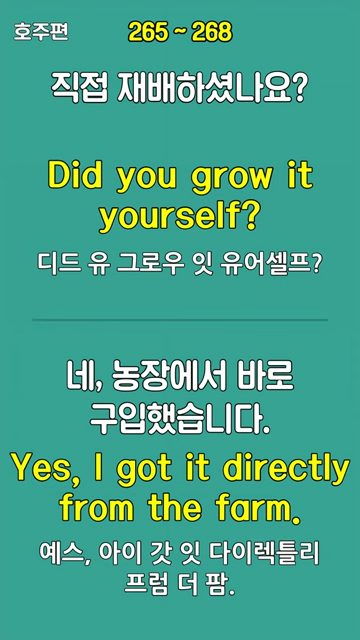 호주편
265 ~ 268
직접 재배하셨나요?
Did you grow it
yourself?
디드 유 그로우 잇 유어셀프?
네, 농장에서 바로
구입했습니다.
Yes, I got it directly
from the farm.
예스, 아이 갓 잇 다이렉틀리
프럼 더 팜.